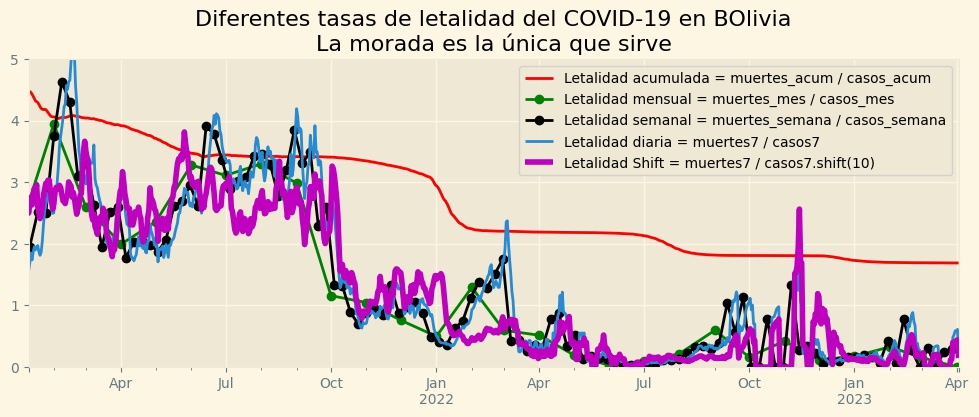 Diferentes tasas de letalidad del COVID-19 en BOlivia
La morada es la única que sirve
5
4
3
2
1
0
Letalidad acumulada = muertes_acum / casos_acum
Letalidad mensual = muertes_mes / casos_mes
Letalidad semanal = muertes_semana / casos_semana
Letalidad diaria = muertes7 / casos7
Letalidad Shift = muertes7 / casos7.shift(10)
Apr Jul Oct Jan Apr Jul Oct Jan Apr
2022 2023